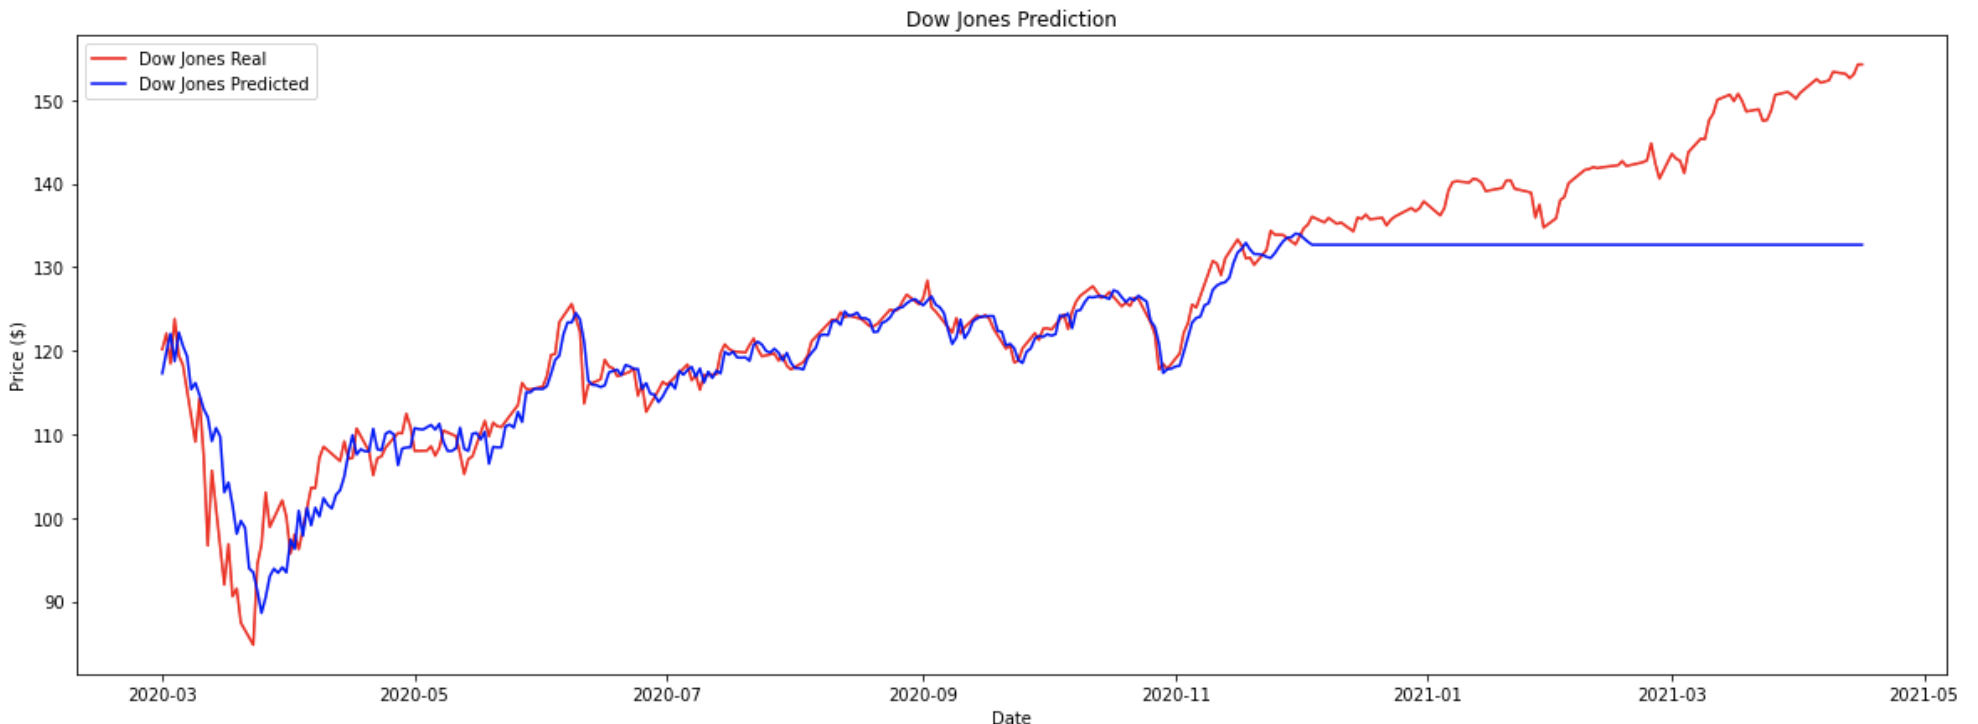 Dow Jones Prediction
Dow Jones Real
Dow Jones Predicted
Price ($)
150
140
130
120
110
100
90
2020-03 2020-05 2020-07 2020-09 2020-11 2021-01 2021-03 2021-05
Date